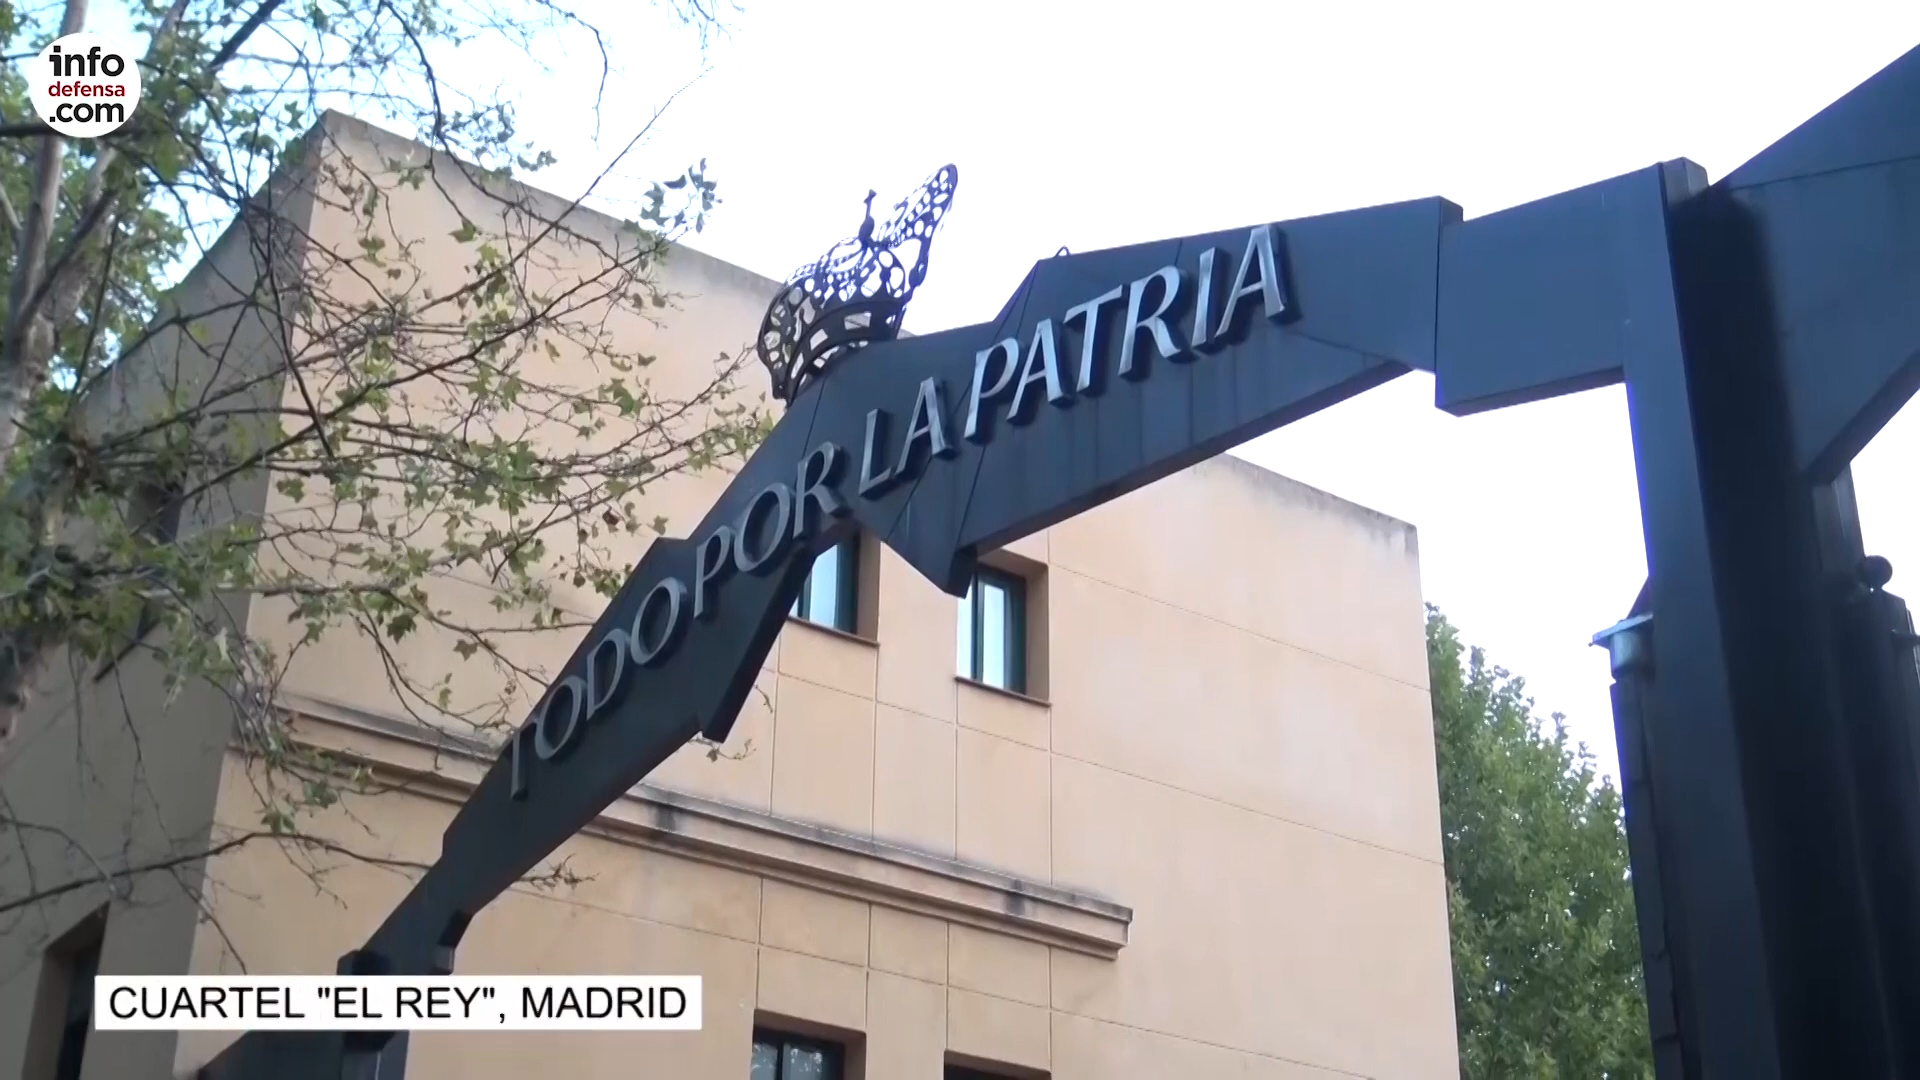 info
defensa
.com
TODO POR LA PATRIA
CUARTEL "EL REY", MADRID